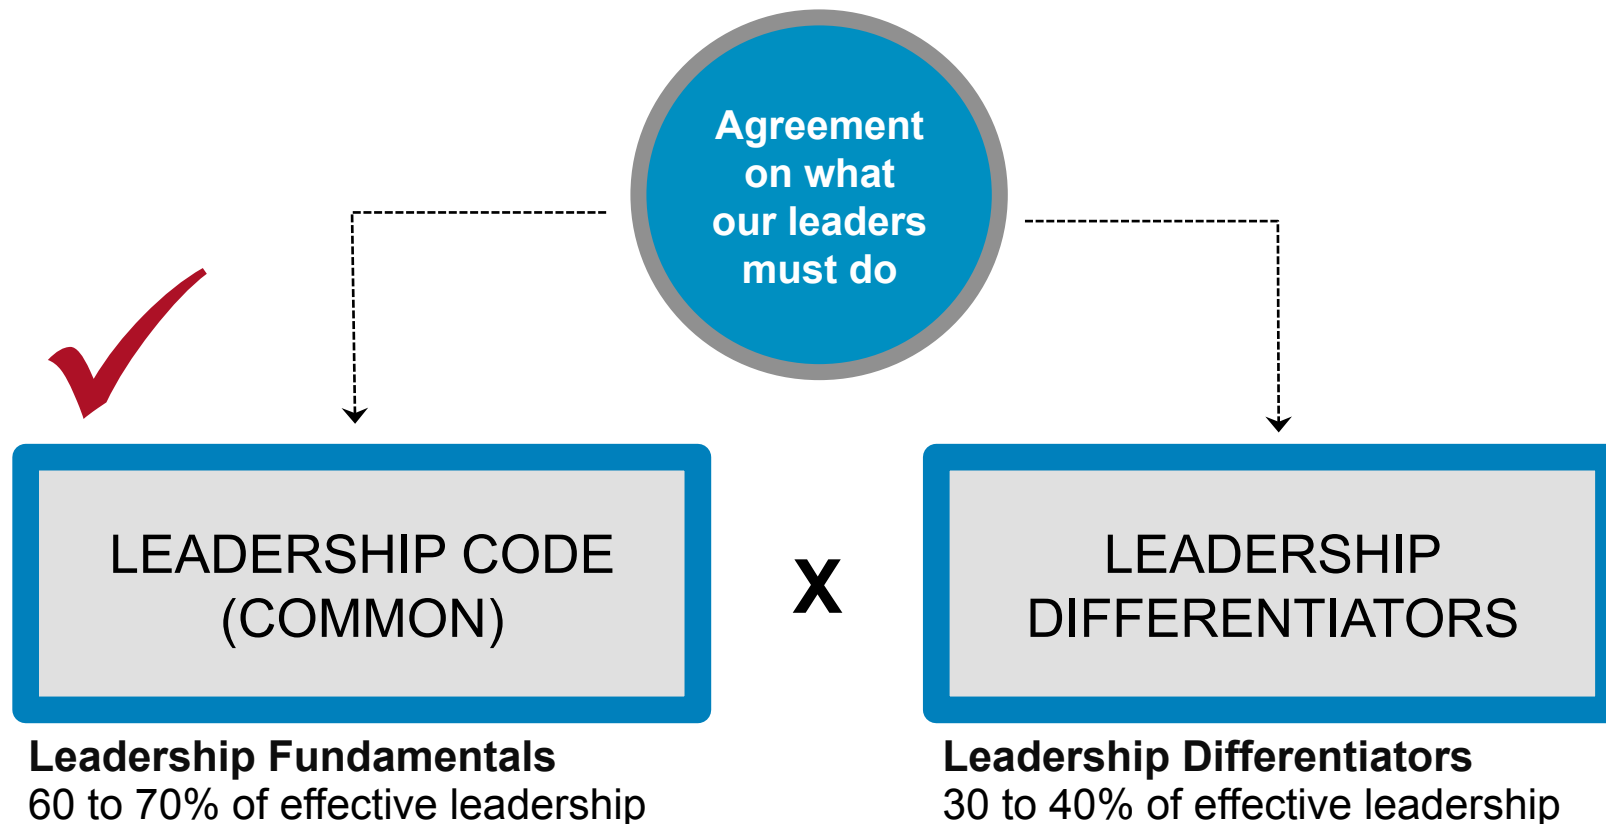 Agreement
on what
our leaders
must do
LEADERSHIP CODE
(COMMON)
X
LEADERSHIP
DIFFERENTIATORS
Leadership Fundamentals
60 to 70% of effective leadership
Leadership Differentiators
30 to 40% of effective leadership